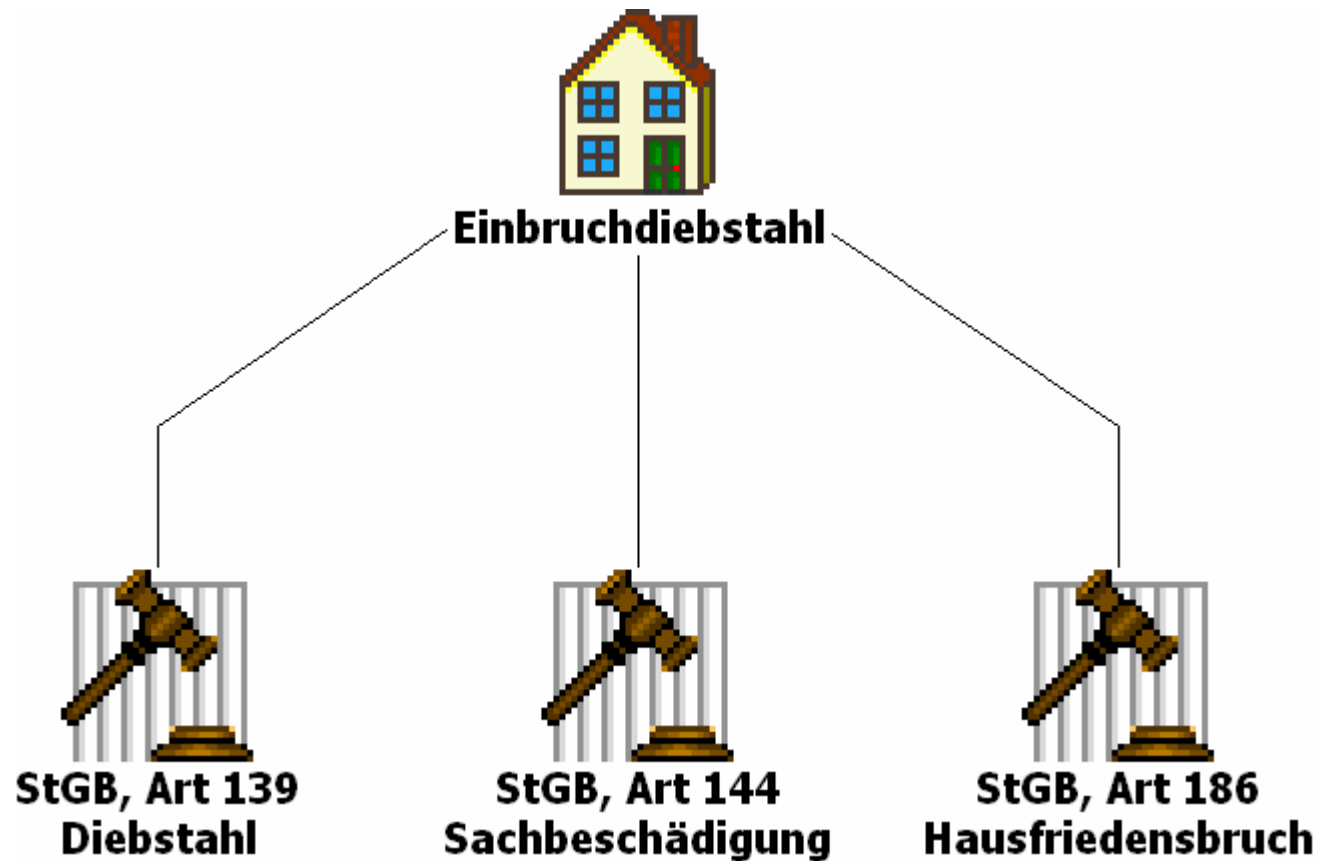 Einbruchdiebstahl
StGB, Art 139
Diebstahl
StGB, Art 144
Sachbeschädigung
StGB, Art 186
Hausfriedensbruch